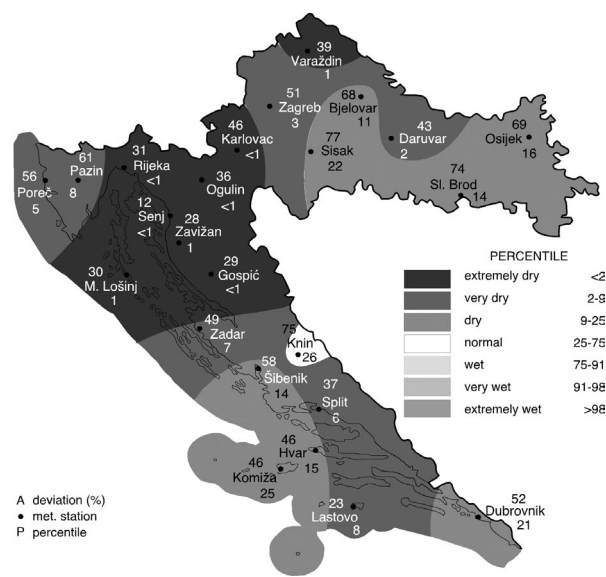 39
Varaždin
1
51
Zagreb
3
68
Bjelovar
11
43
Daruvar
2
69
Osijek
16
77
Sisak
22
74
Sl. Brod
14
46
Karlovac
<1
31
Rijeka
<1
61
Pazin
8
56
Poreč
5
36
Ogulin
<1
12
Senj
<1
28
Zavižan
1
29
Gospić
<1
30
M. Lošinj
1
49
Zadar
7
75
Knin
26
58
Šibenik
14
37
Split
6
46
Hvar
15
46
Komiža
25
23
Lastovo
8
52
Dubrovnik
21
PERCENTILE
extremely dry <2
very dry 2-9
dry 9-25
normal 25-75
wet 75-91
very wet 91-98
extremely wet >98
A deviation (%)
met. station
P percentile